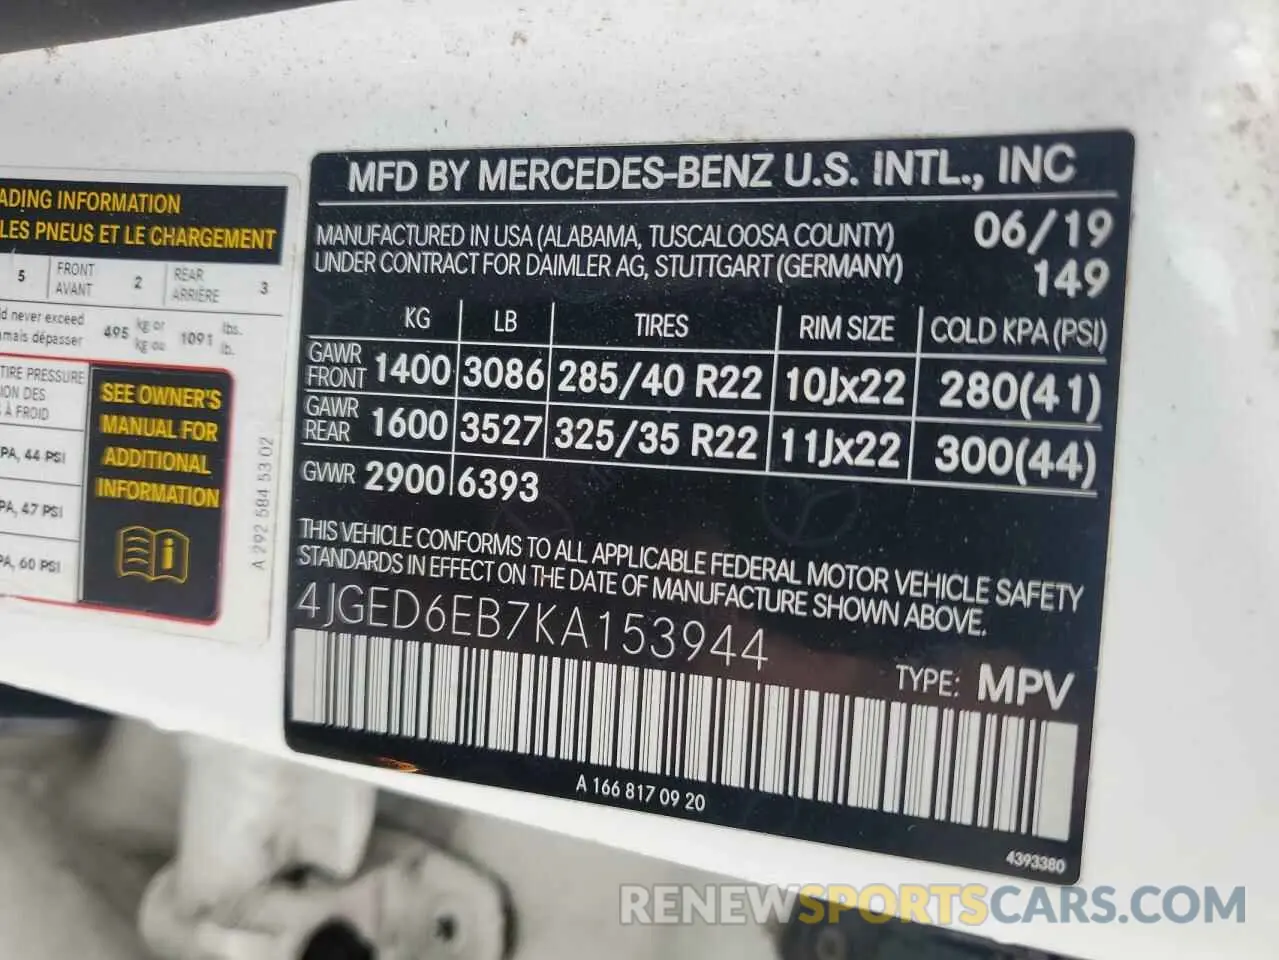 ADING INFORMATION
LES PNEUS ET LE CHARGEMENT
5 FRONT AVANT 2 REAR ARRIÈRE 3
never exceed
dépasser 495 kg or kg ou 1091 lbs. lb.
TIRE PRESSURE
DES
À FROID
PA, 44 PSI
PA, 47 PSI
PA, 60 PSI
SEE OWNER'S
MANUAL FOR
ADDITIONAL
INFORMATION
A 292 584 53 02
MFD BY MERCEDES-BENZ U.S. INTL., INC
MANUFACTURED IN USA (ALABAMA, TUSCALOOSA COUNTY) 06/19
UNDER CONTRACT FOR DAIMLER AG, STUTTGART (GERMANY) 149
KG LB TIRES RIM SIZE COLD KPA (PSI)
GAWR FRONT 1400 3086 285/40 R22 10Jx22 280(41)
GAWR REAR 1600 3527 325/35 R22 11Jx22 300(44)
GVWR 2900 6393
THIS VEHICLE CONFORMS TO ALL APPLICABLE FEDERAL MOTOR VEHICLE SAFETY
STANDARDS IN EFFECT ON THE DATE OF MANUFACTURE SHOWN ABOVE.
4JGED6EB7KA153944
TYPE: MPV
A 166 817 09 20
4393380
RENEWSPORTSCARS.COM